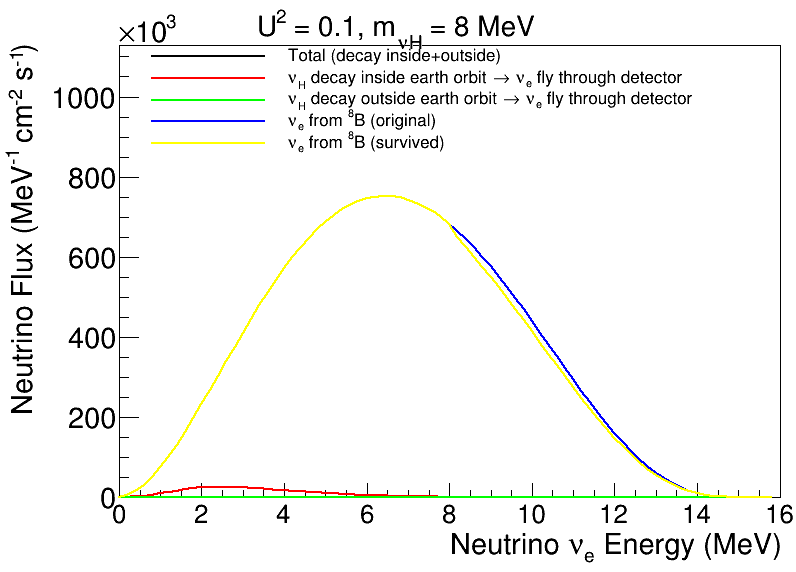 U² = 0.1, m_νH = 8 MeV
×10³
Total (decay inside+outside)
ν_H decay inside earth orbit → ν_e fly through detector
ν_H decay outside earth orbit → ν_e fly through detector
ν_e from ⁸B (original)
ν_e from ⁸B (survived)
Neutrino Flux (MeV⁻¹ cm⁻² s⁻¹)
1000
800
600
400
200
0
0 2 4 6 8 10 12 14 16
Neutrino ν_e Energy (MeV)